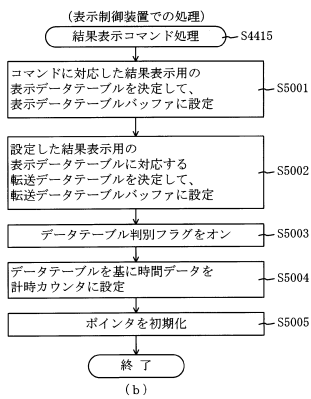 (表示制御装置での処理)
結果表示コマンド処理
S4415
コマンドに対応した結果表示用の
表示データテーブルを決定して、
表示データテーブルバッファに設定
S5001
設定した結果表示用の
表示データテーブルに対応する
転送データテーブルを決定して、
転送データテーブルバッファに設定
S5002
データテーブル判別フラグをオン
S5003
データテーブルを基に時間データを
計時カウンタに設定
S5004
ポインタを初期化
S5005
終 了
(b)